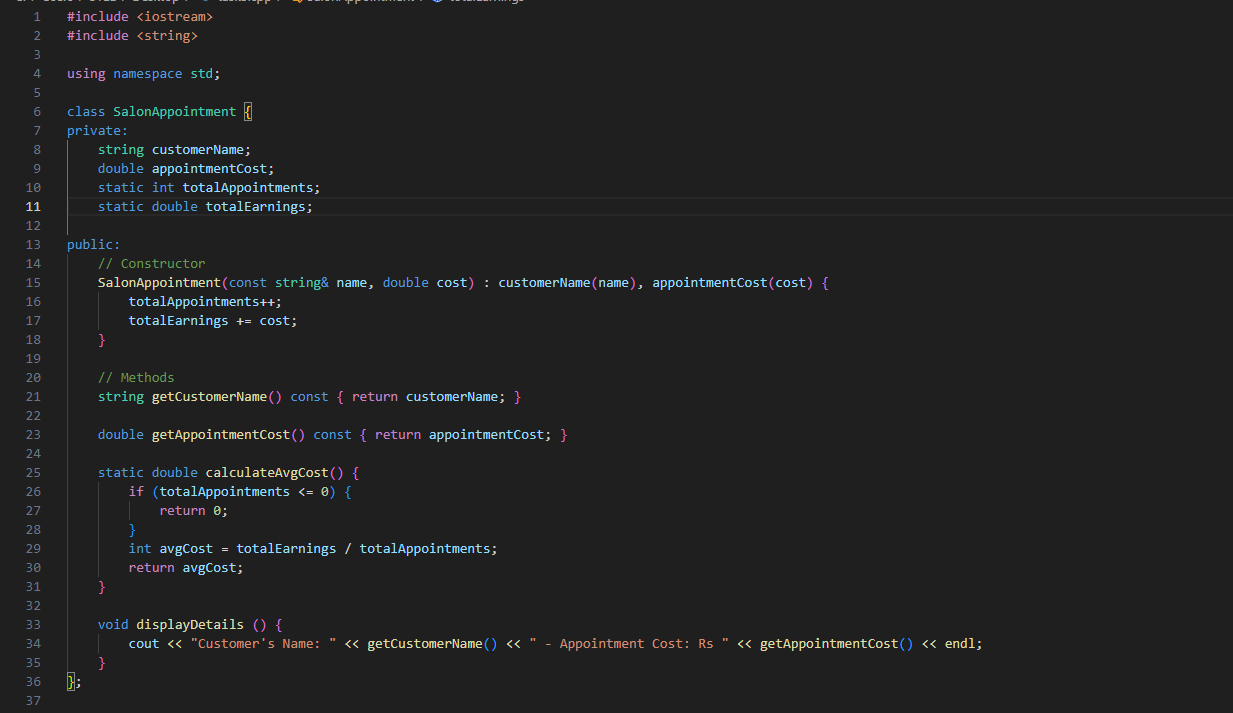 1 #include <iostream>
2 #include <string>
3
4 using namespace std;
5
6 class SalonAppointment {
7 private:
8     string customerName;
9     double appointmentCost;
10     static int totalAppointments;
11     static double totalEarnings;
12
13 public:
14     // Constructor
15     SalonAppointment(const string& name, double cost) : customerName(name), appointmentCost(cost) {
16         totalAppointments++;
17         totalEarnings += cost;
18     }
19
20     // Methods
21     string getCustomerName() const { return customerName; }
22
23     double getAppointmentCost() const { return appointmentCost; }
24
25     static double calculateAvgCost() {
26         if (totalAppointments <= 0) {
27             return 0;
28         }
29         int avgCost = totalEarnings / totalAppointments;
30         return avgCost;
31     }
32
33     void displayDetails () {
34         cout << "Customer's Name: " << getCustomerName() << " - Appointment Cost: Rs " << getAppointmentCost() << endl;
35     }
36 };
37